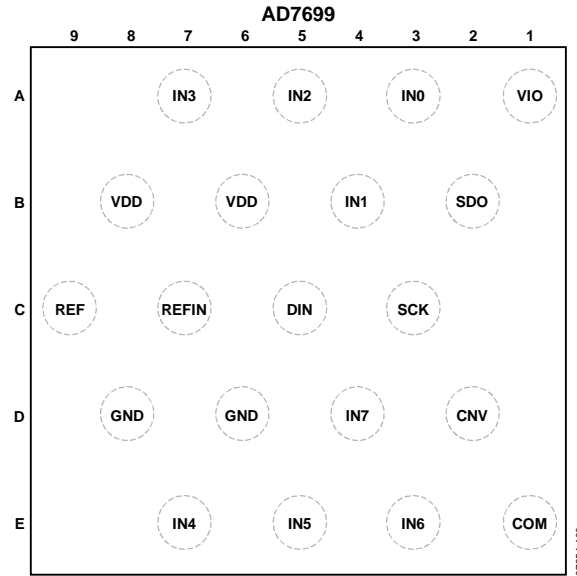 AD7699
9 8 7 6 5 4 3 2 1
A IN3 IN2 IN0 VIO
B VDD VDD IN1 SDO
C REF REFIN DIN SCK
D GND GND IN7 CNV
E IN4 IN5 IN6 COM